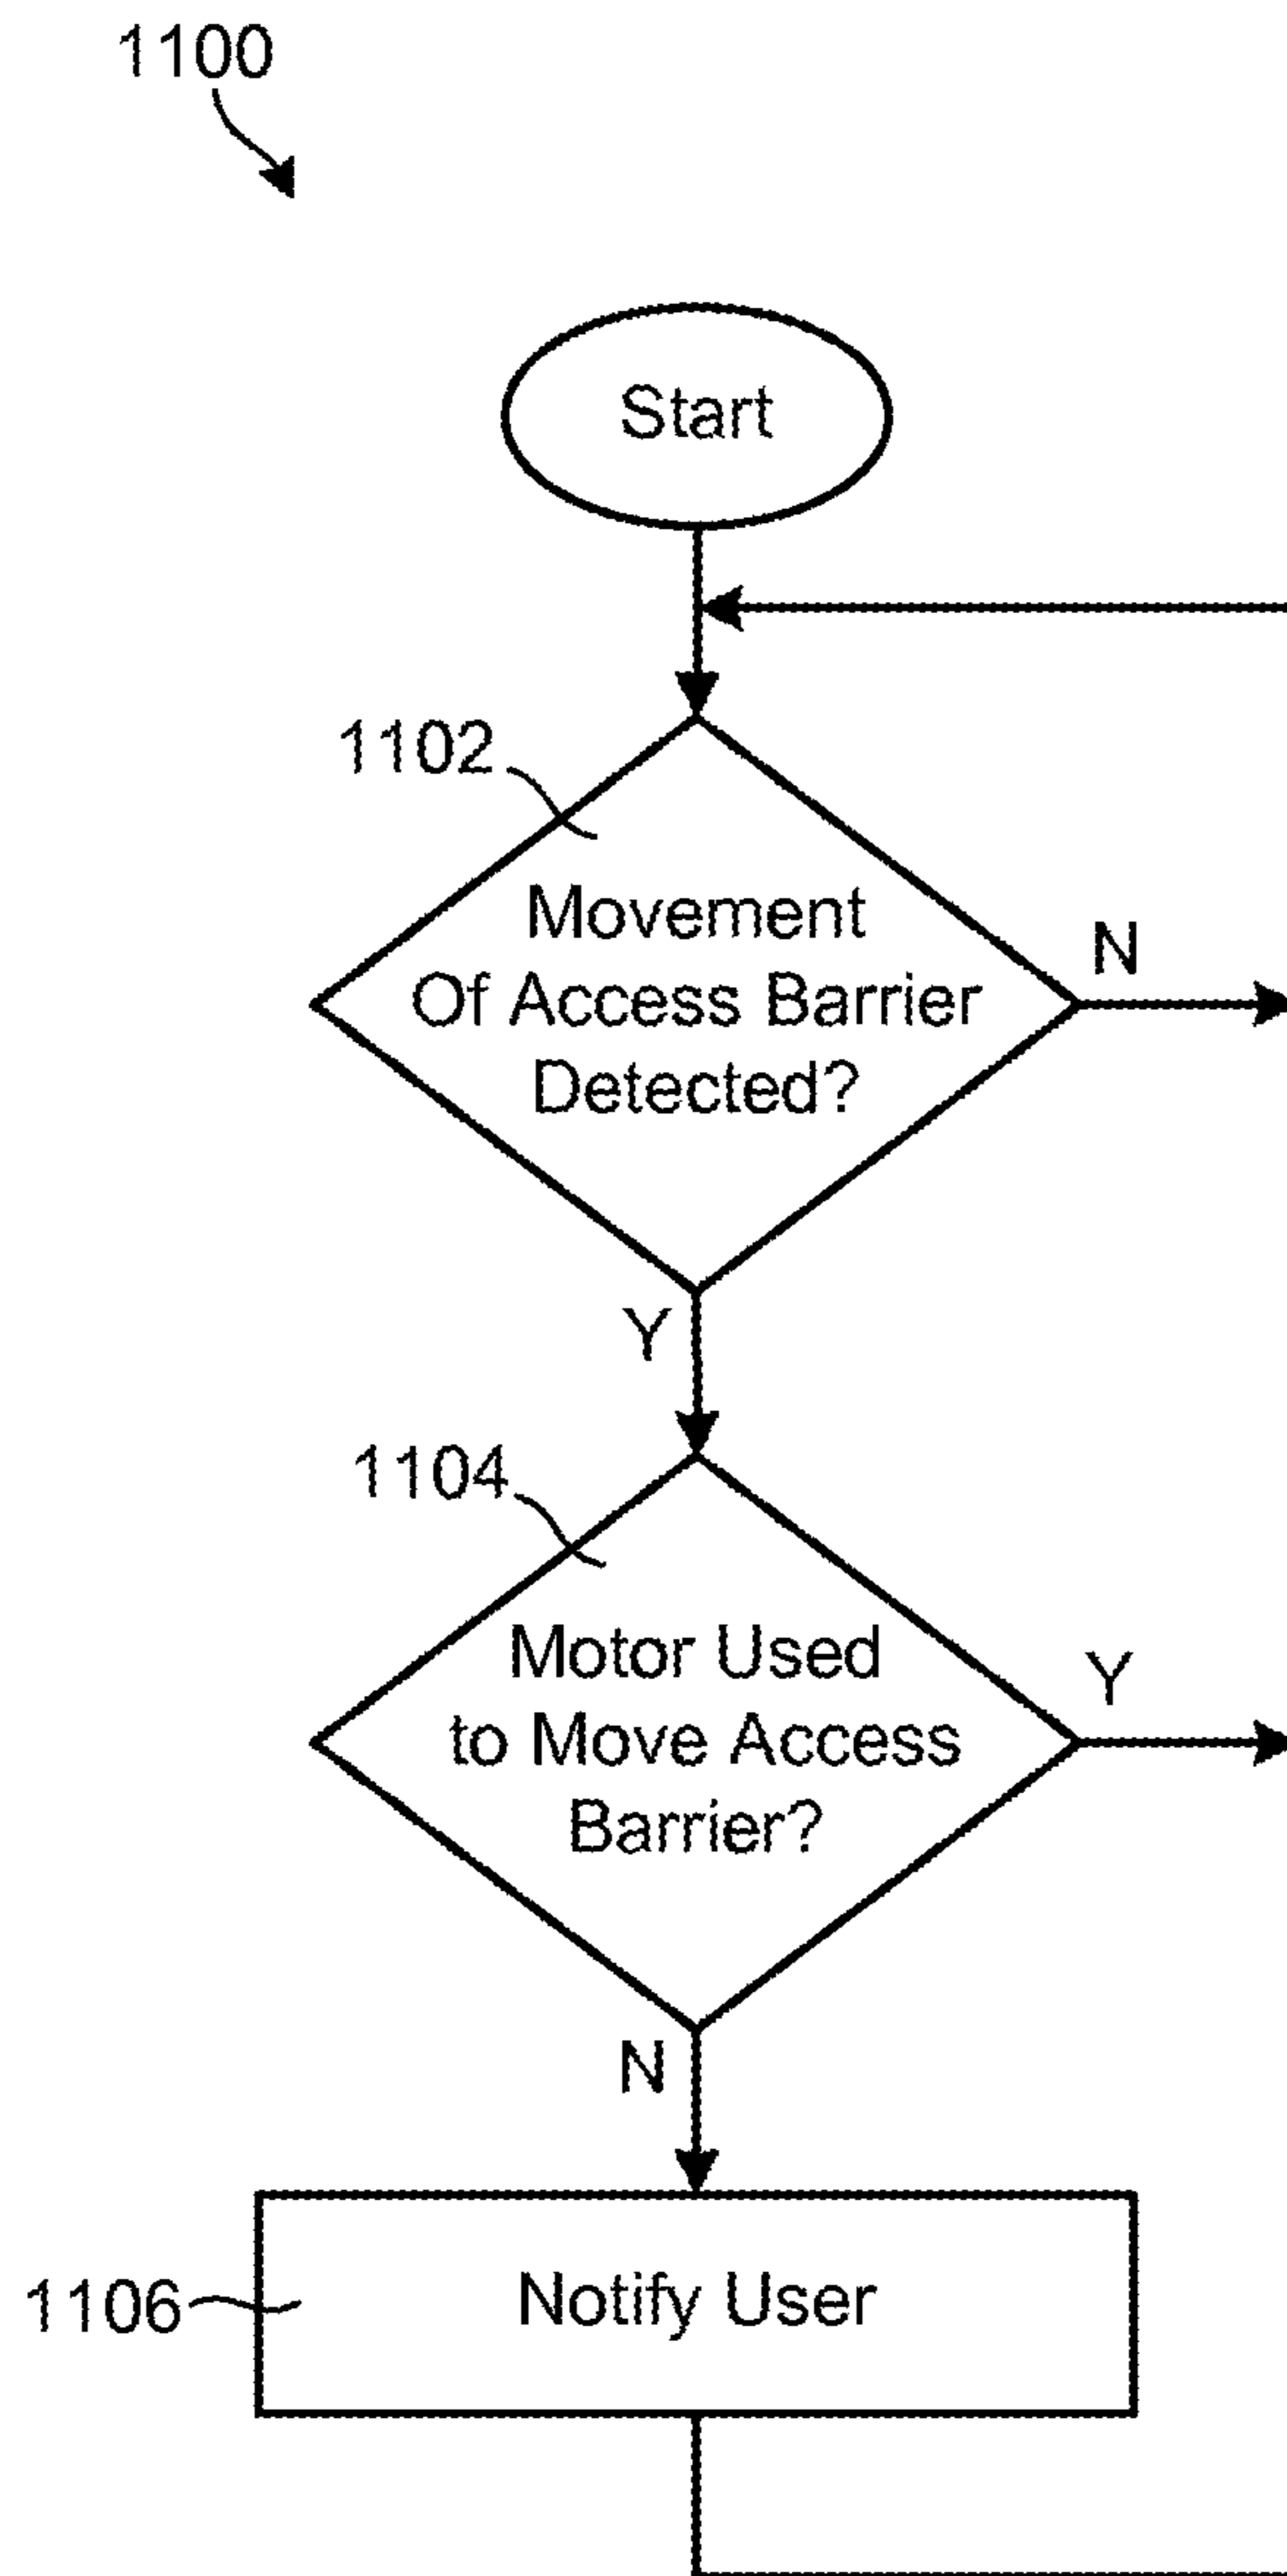 1100
Start
1102
Movement
Of Access Barrier
Detected?
N
Y
1104
Motor Used
to Move Access
Barrier?
Y
N
1106
Notify User